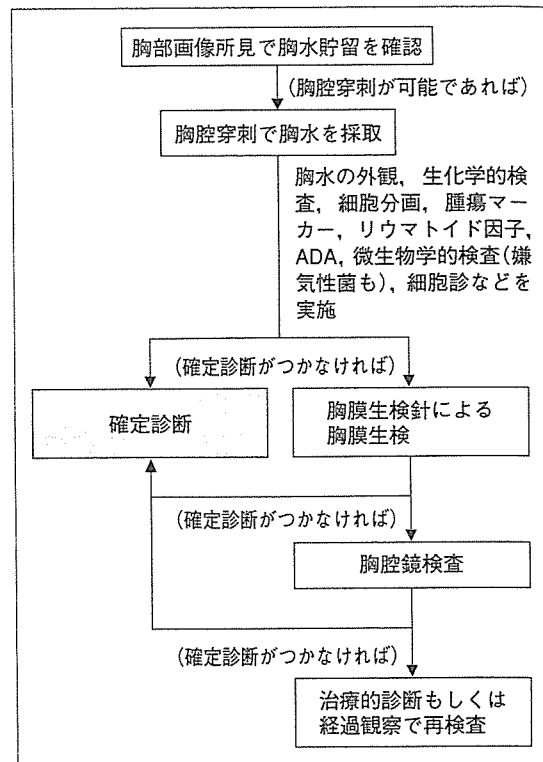 胸部画像所見で胸水貯留を確認
(胸腔穿刺が可能であれば)
胸腔穿刺で胸水を採取
胸水の外観，生化学的検
査，細胞分画，腫瘍マー
カー，リウマトイド因子，
ADA，微生物学的検査(嫌
気性菌も)，細胞診などを
実施
(確定診断がつかなければ)
確定診断
胸膜生検針による
胸膜生検
(確定診断がつかなければ)
胸腔鏡検査
(確定診断がつかなければ)
治療的診断もしくは
経過観察で再検査